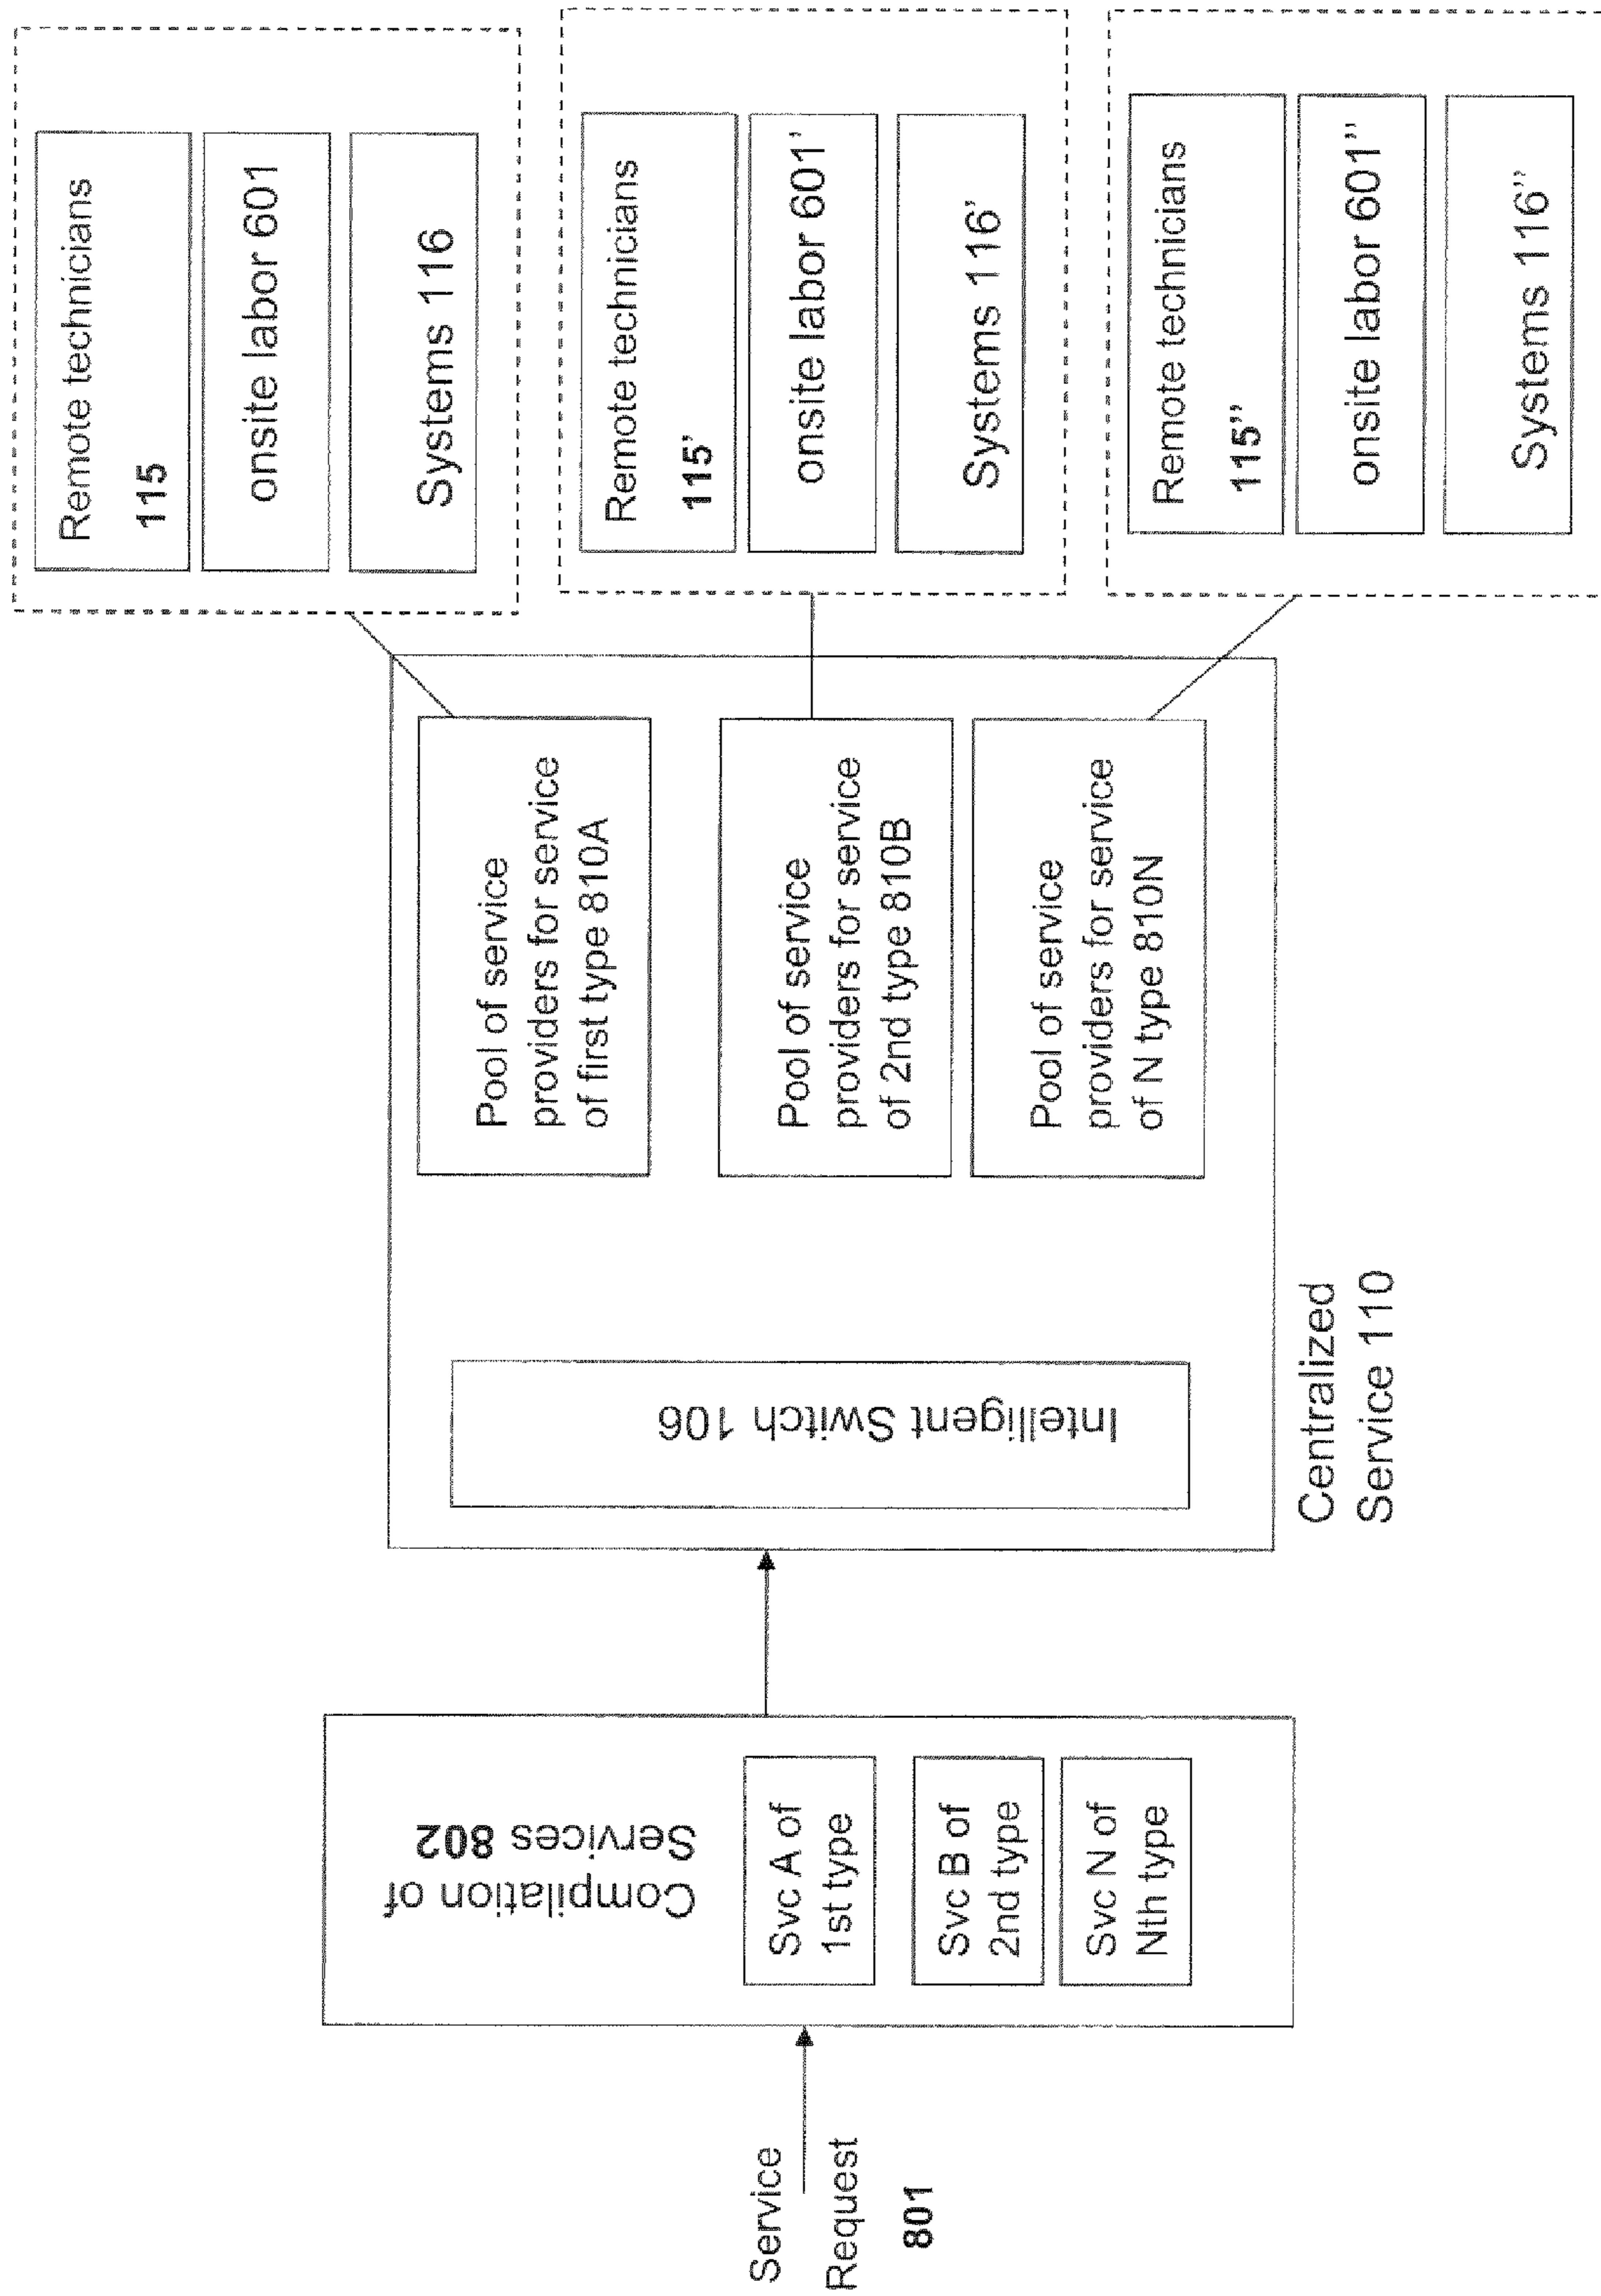 Service
Request
801
Compilation of
Services 802
Svc A of
1st type
Svc B of
2nd type
Svc N of
Nth type
Intelligent Switch 106
Centralized
Service 110
Pool of service
providers for service
of first type 810A
Pool of service
providers for service
of 2nd type 810B
Pool of service
providers for service
of N type 810N
Remote technicians
115
onsite labor 601
Systems 116
Remote technicians
115'
onsite labor 601'
Systems 116'
Remote technicians
115''
onsite labor 601''
Systems 116''